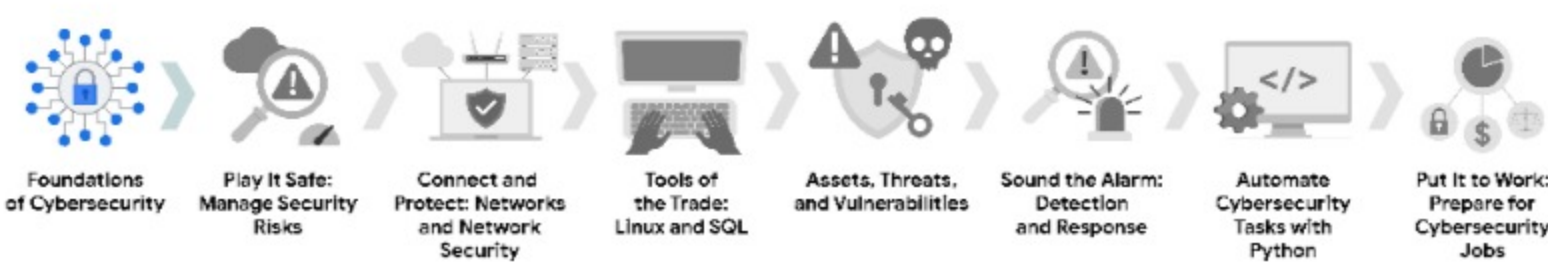 Foundations
of Cybersecurity
Play It Safe:
Manage Security
Risks
Connect and
Protect: Networks
and Network
Security
Tools of
the Trade:
Linux and SQL
Assets, Threats,
and Vulnerabilities
Sound the Alarm:
Detection
and Response
</>
Automate
Cybersecurity
Tasks with
Python
$
Put It to Work:
Prepare for
Cybersecurity
Jobs